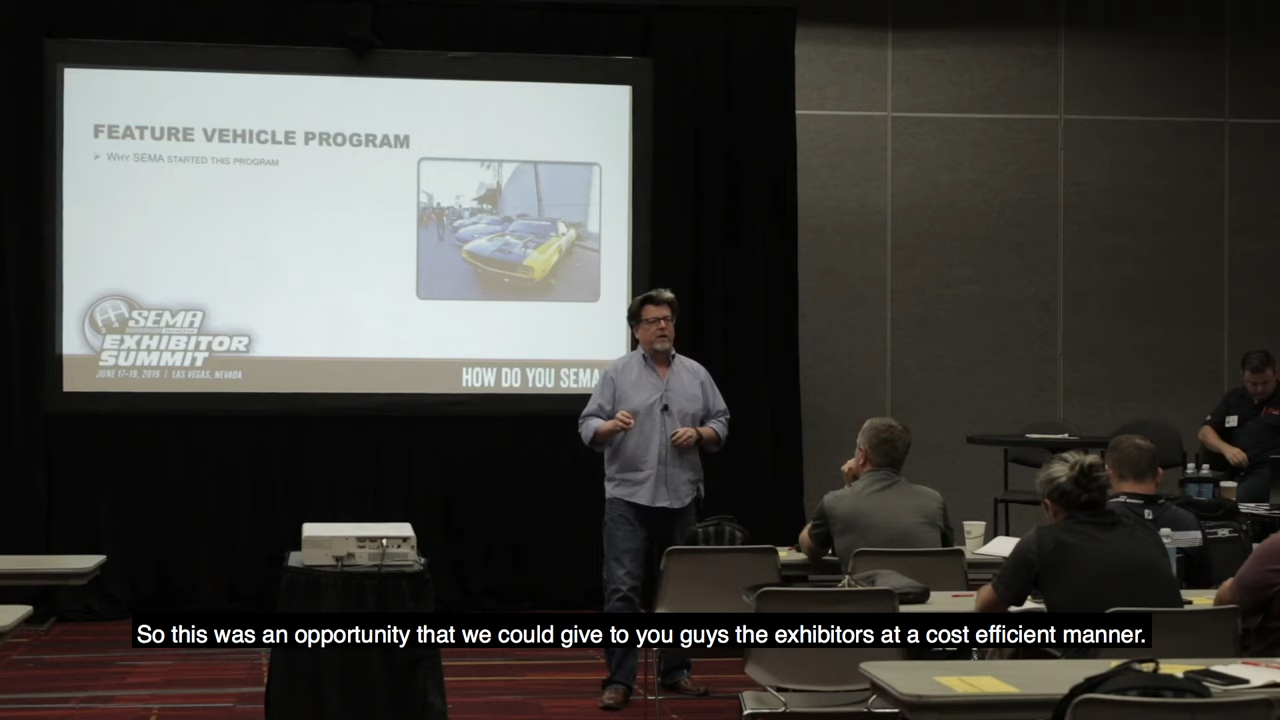 FEATURE VEHICLE PROGRAM
➢ WHY SEMA STARTED THIS PROGRAM
SEMA
EXHIBITOR
SUMMIT
JUNE 17-19, 2019 | LAS VEGAS, NEVADA
HOW DO YOU SEMA
So this was an opportunity that we could give to you guys the exhibitors at a cost efficient manner.